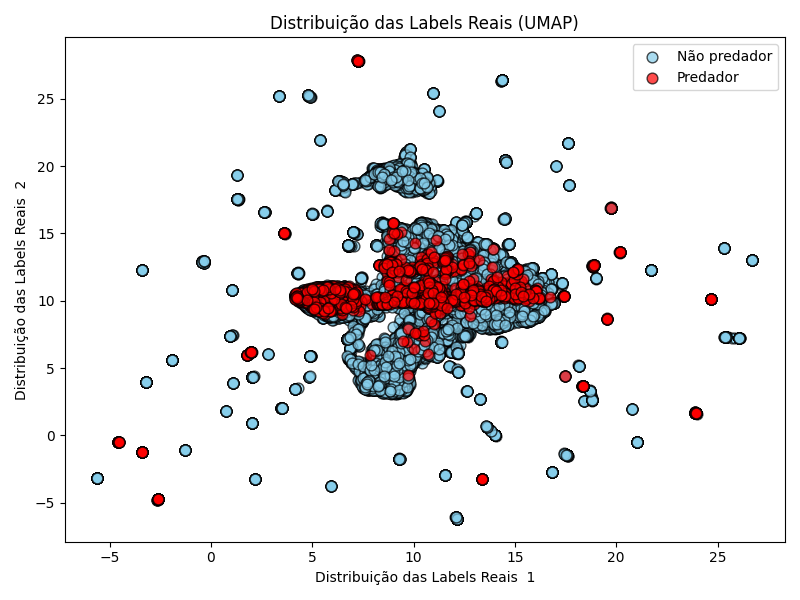 Distribuição das Labels Reais (UMAP)
Não predador
Predador
25
20
15
10
5
0
−5
Distribuição das Labels Reais 2
−5
0
5
10
15
20
25
Distribuição das Labels Reais 1